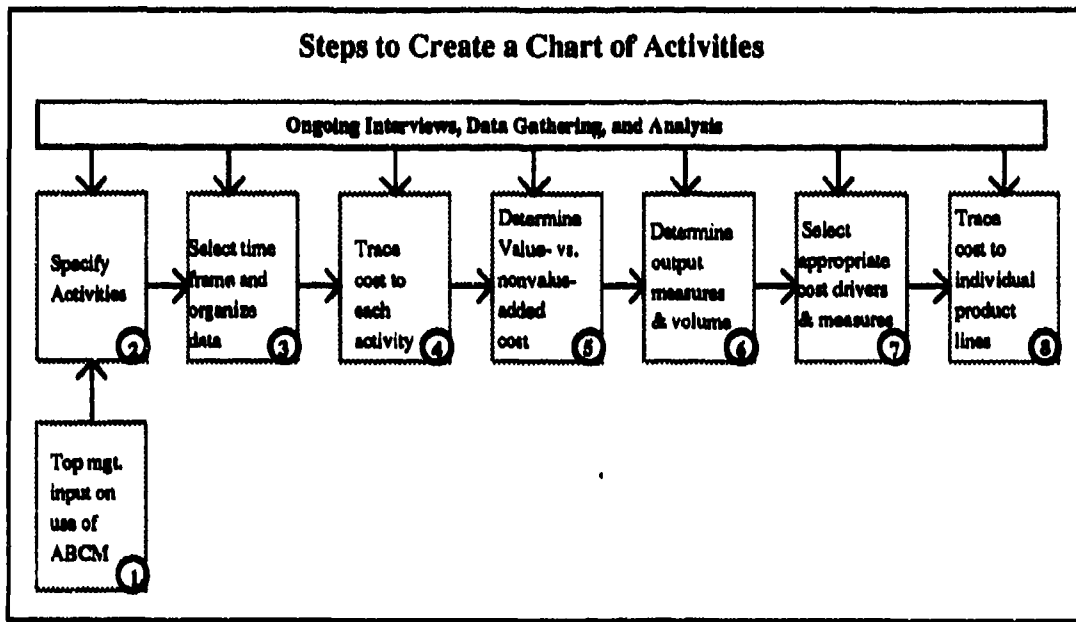 Steps to Create a Chart of Activities
Ongoing Interviews, Data Gathering, and Analysis
Specify
Activities
2
Select time
frame and
organize
data
3
Trace
cost to
each
activity
4
Determine
Value- vs.
nonvalue-
added
cost
5
Determine
output
measures
& volume
6
Select
appropriate
cost drivers
& measures
7
Trace
cost to
individual
product
lines
8
Top mgt.
input on
use of
ABCM
1